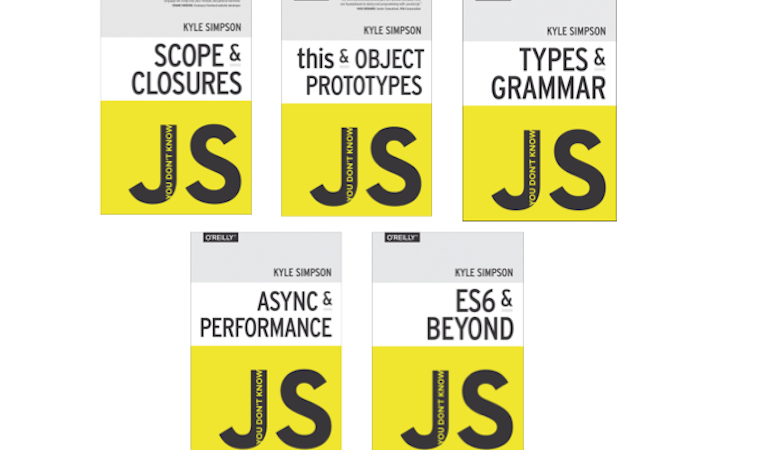 KYLE SIMPSON
SCOPE &
CLOSURES
YOU DON'T KNOW
JS
KYLE SIMPSON
this & OBJECT
PROTOTYPES
YOU DON'T KNOW
JS
KYLE SIMPSON
TYPES &
GRAMMAR
YOU DON'T KNOW
JS
O'REILLY
KYLE SIMPSON
ASYNC &
PERFORMANCE
YOU DON'T KNOW
JS
KYLE SIMPSON
O'REILLY
ES6 &
BEYOND
YOU DON'T KNOW
JS